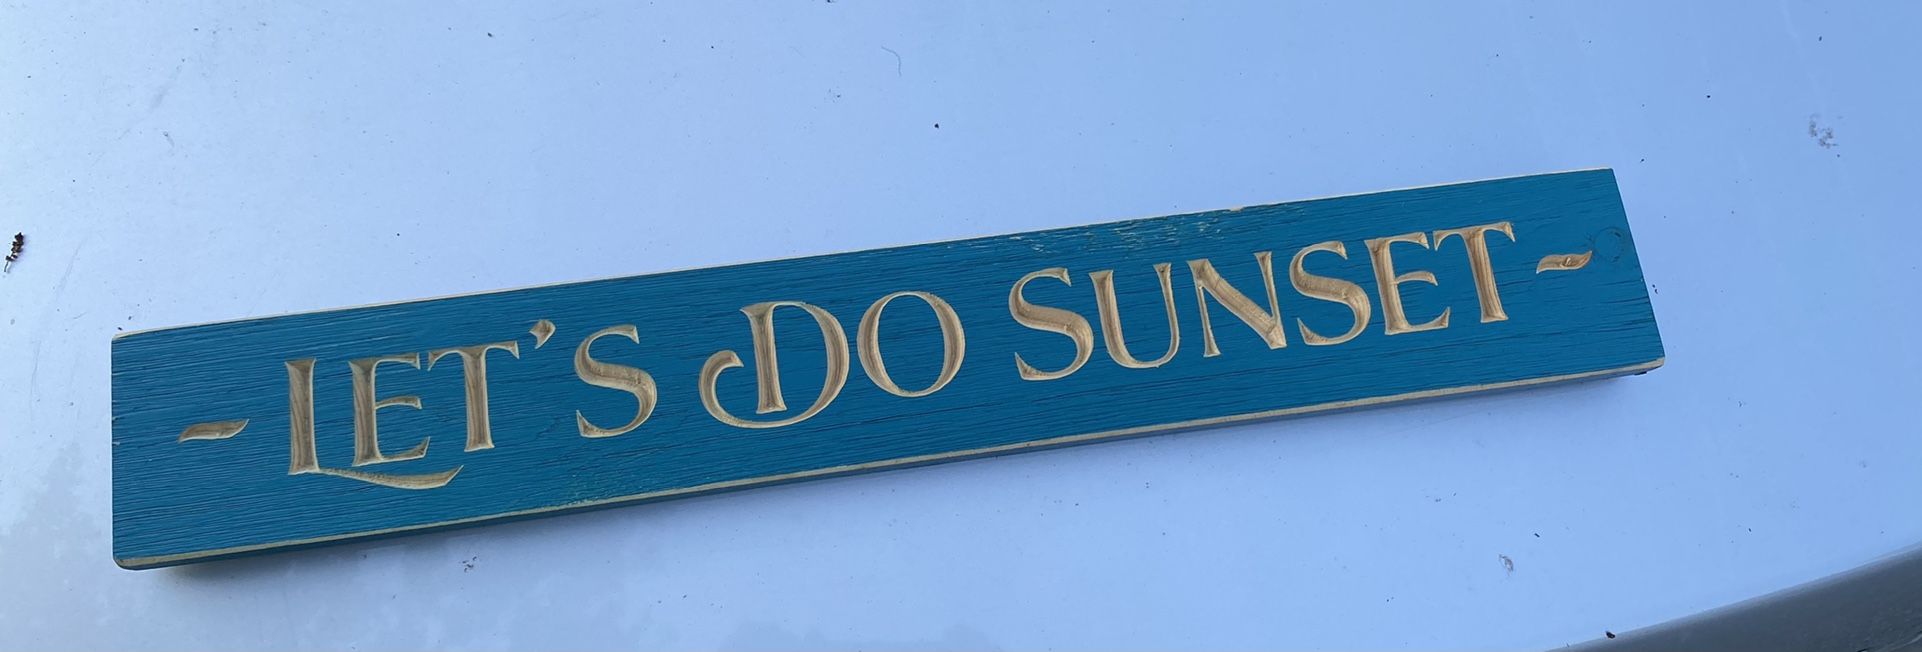 ~ LET'S DO SUNSET ~